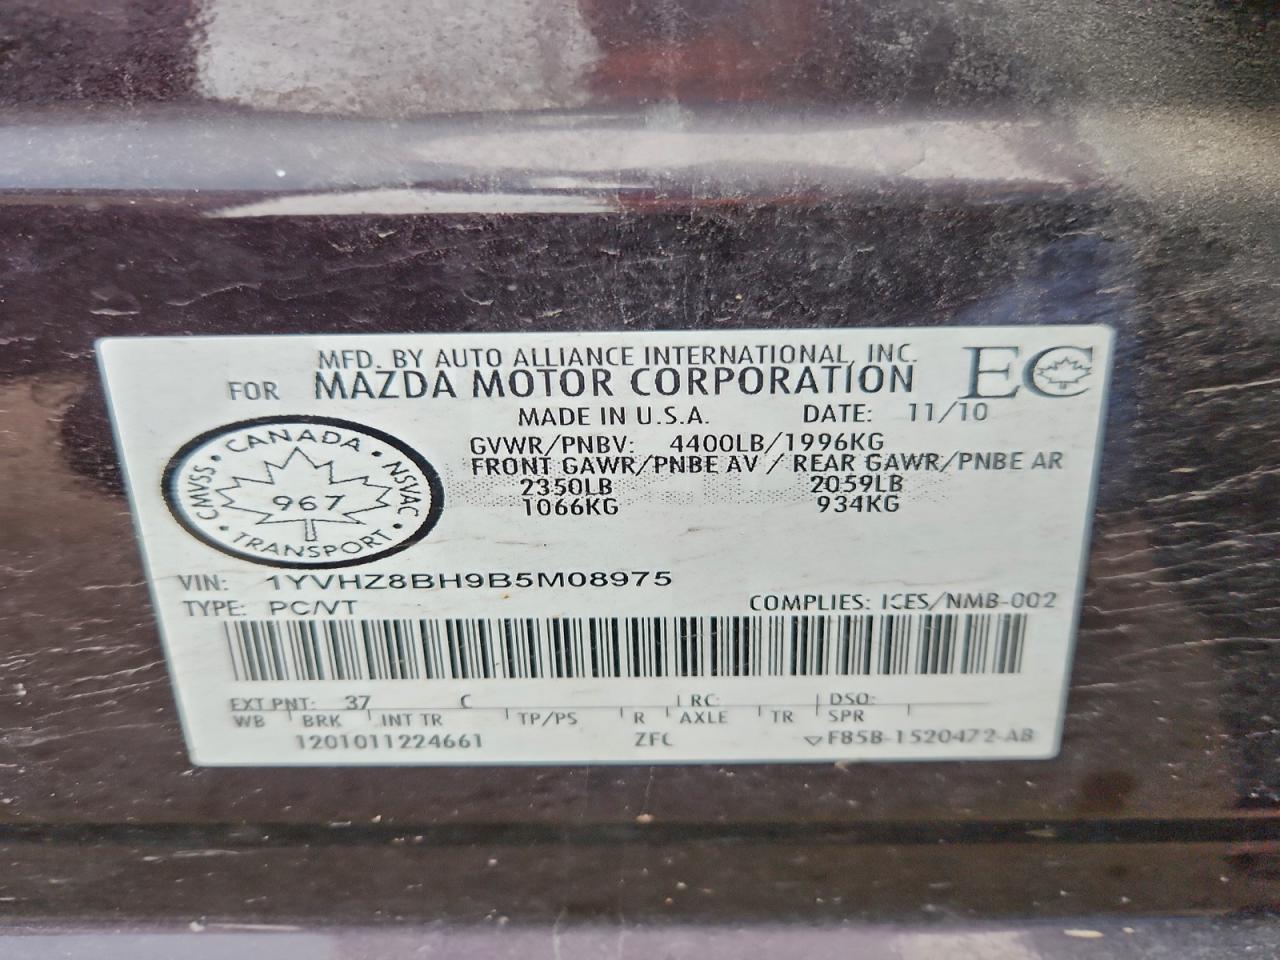 MFD. BY AUTO ALLIANCE INTERNATIONAL, INC.
FOR MAZDA MOTOR CORPORATION EC
MADE IN U.S.A. DATE: 11/10
GVWR/PNBV: 4400LB/1996KG
FRONT GAWR/PNBE AV / REAR GAWR/PNBE AR
2350LB 2059LB
1066KG 934KG
CMVSS • CANADA • NSVAC • TRANSPORT •
967
VIN: 1YVHZ8BH9B5M08975
TYPE: PC/VT COMPLIES: ICES/NMB-002
EXT PNT: 37 C RC: DSO:
WB BRK INT TR TP/PS R AXLE TR SPR
1201011224661 ZFC F85B-1520472-AB